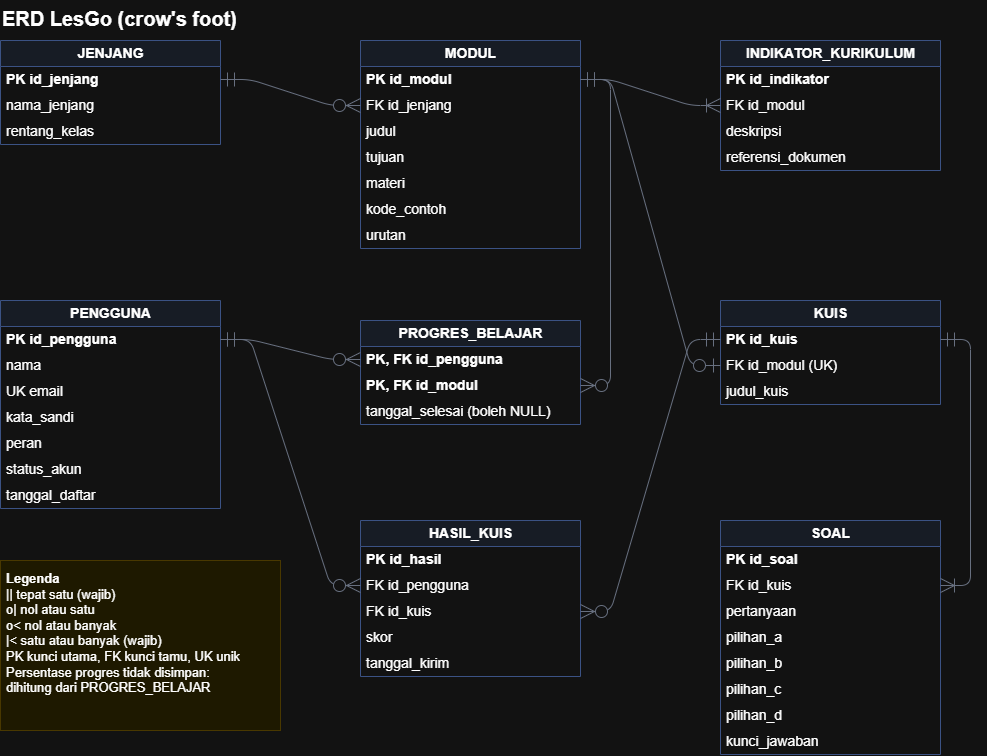 ERD LesGo (crow's foot)
JENJANG
PK id_jenjang
nama_jenjang
rentang_kelas
MODUL
PK id_modul
FK id_jenjang
judul
tujuan
materi
kode_contoh
urutan
INDIKATOR_KURIKULUM
PK id_indikator
FK id_modul
deskripsi
referensi_dokumen
PENGGUNA
PK id_pengguna
nama
UK email
kata_sandi
peran
status_akun
tanggal_daftar
PROGRES_BELAJAR
PK, FK id_pengguna
PK, FK id_modul
tanggal_selesai (boleh NULL)
KUIS
PK id_kuis
FK id_modul (UK)
judul_kuis
HASIL_KUIS
PK id_hasil
FK id_pengguna
FK id_kuis
skor
tanggal_kirim
SOAL
PK id_soal
FK id_kuis
pertanyaan
pilihan_a
pilihan_b
pilihan_c
pilihan_d
kunci_jawaban
Legenda
|| tepat satu (wajib)
o| nol atau satu
o< nol atau banyak
|< satu atau banyak (wajib)
PK kunci utama, FK kunci tamu, UK unik
Persentase progres tidak disimpan:
dihitung dari PROGRES_BELAJAR